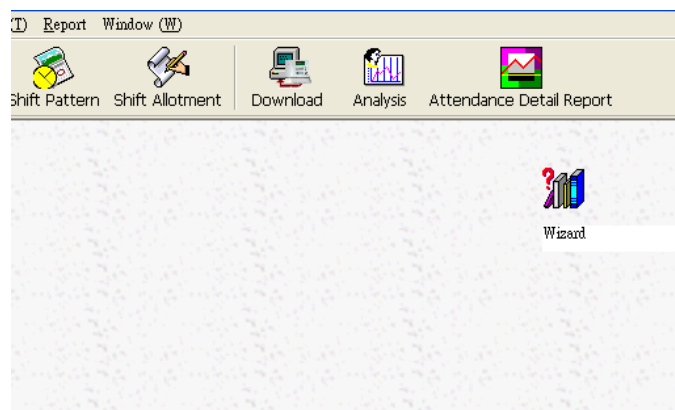 (T) Report Window (W)
Shift Pattern Shift Allotment Download Analysis Attendance Detail Report
Wizard